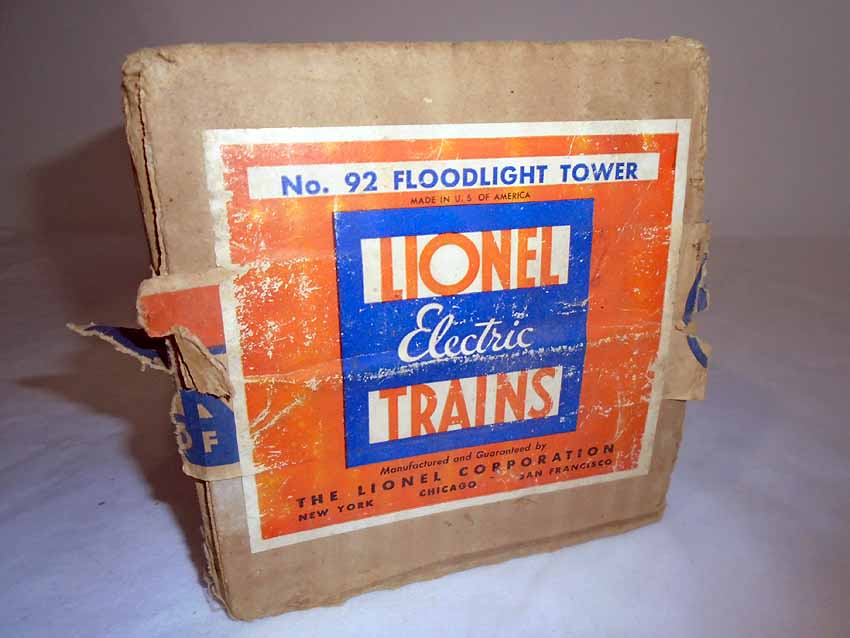 No. 92 FLOODLIGHT TOWER
MADE IN U. S OF AMERICA
LIONEL
Electric
TRAINS
Manufactured and Guaranteed by
THE LIONEL CORPORATION
NEW YORK CHICAGO - SAN FRANCISCO
OF